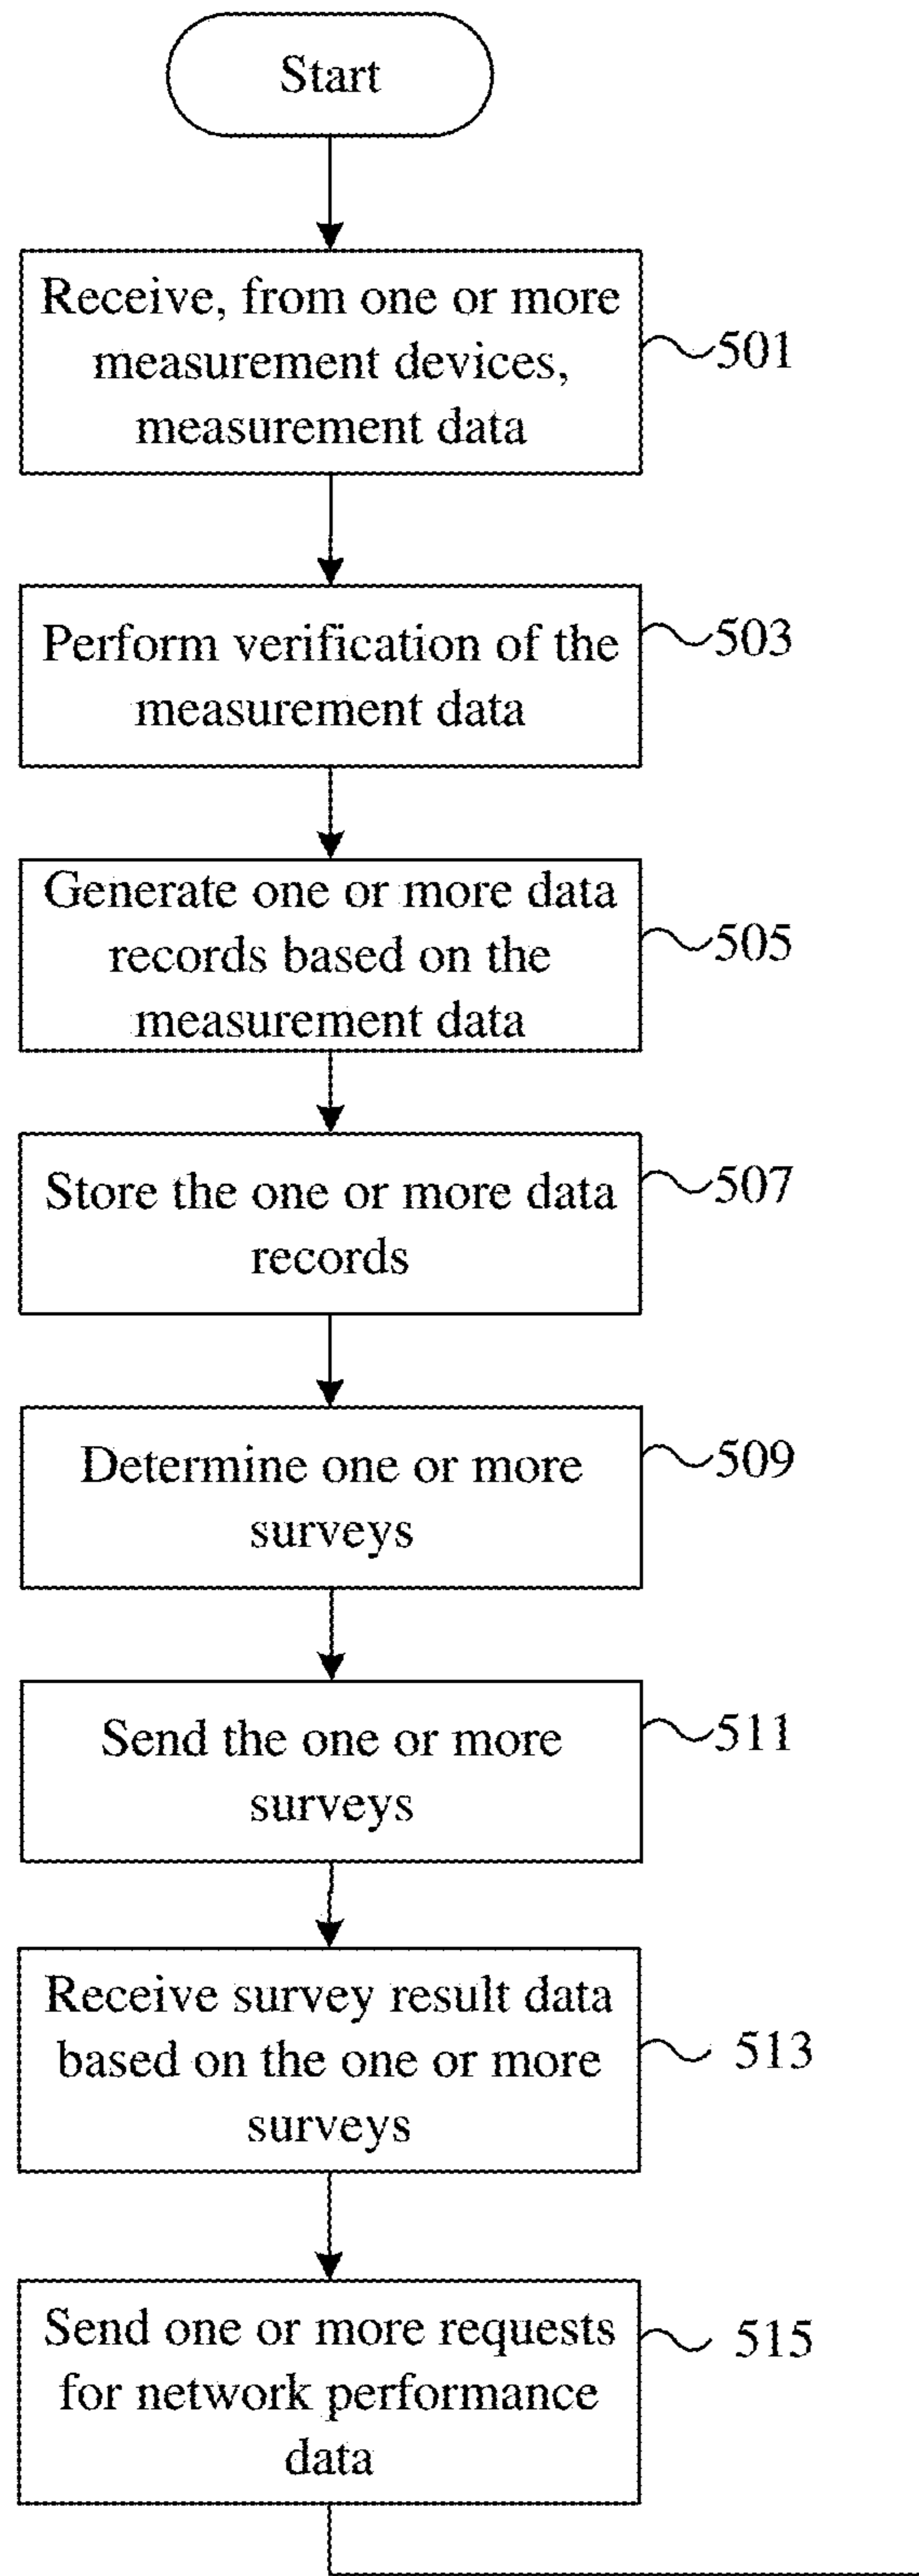 Start
Receive, from one or more
measurement devices,
measurement data
501
Perform verification of the
measurement data
503
Generate one or more data
records based on the
measurement data
505
Store the one or more data
records
507
Determine one or more
surveys
509
Send the one or more
surveys
511
Receive survey result data
based on the one or more
surveys
513
Send one or more requests
for network performance
data
515